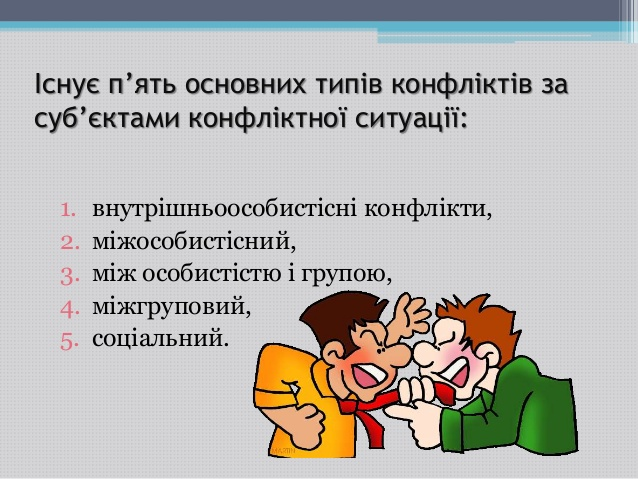 Існує п’ять основних типів конфліктів за
суб’єктами конфліктної ситуації:
1. внутрішньоособистісні конфлікти,
2. міжособистісний,
3. між особистістю і групою,
4. міжгруповий,
5. соціальний.